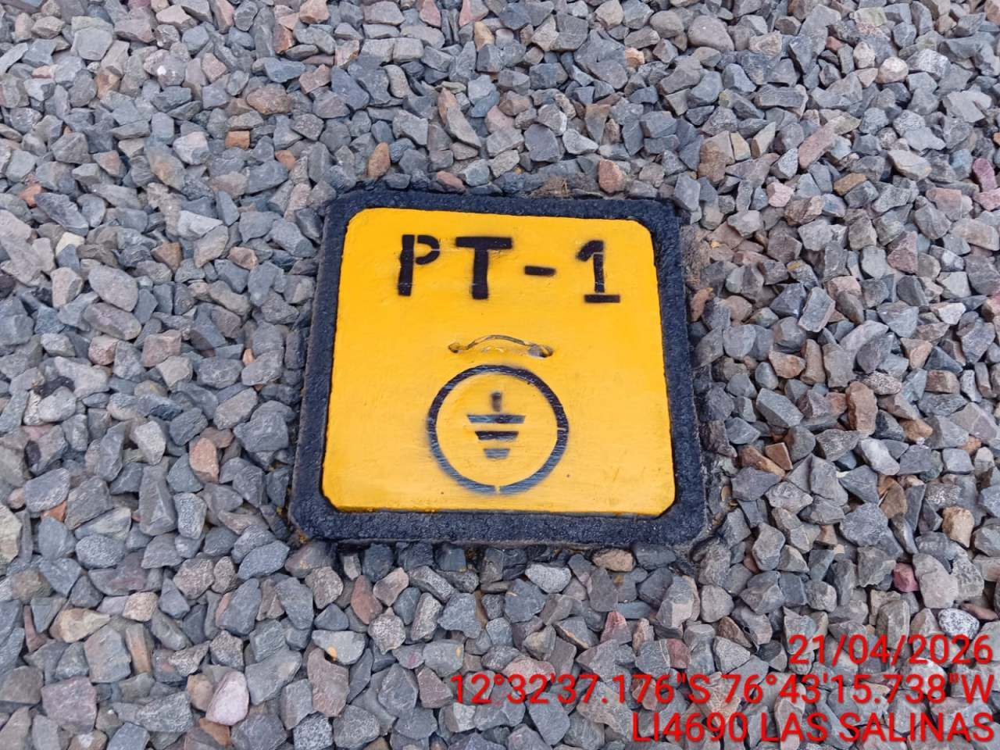 PT-1
21/04/2026
12°32'37.176"S 76°43'15.738"W
LI4690 LAS SALINAS